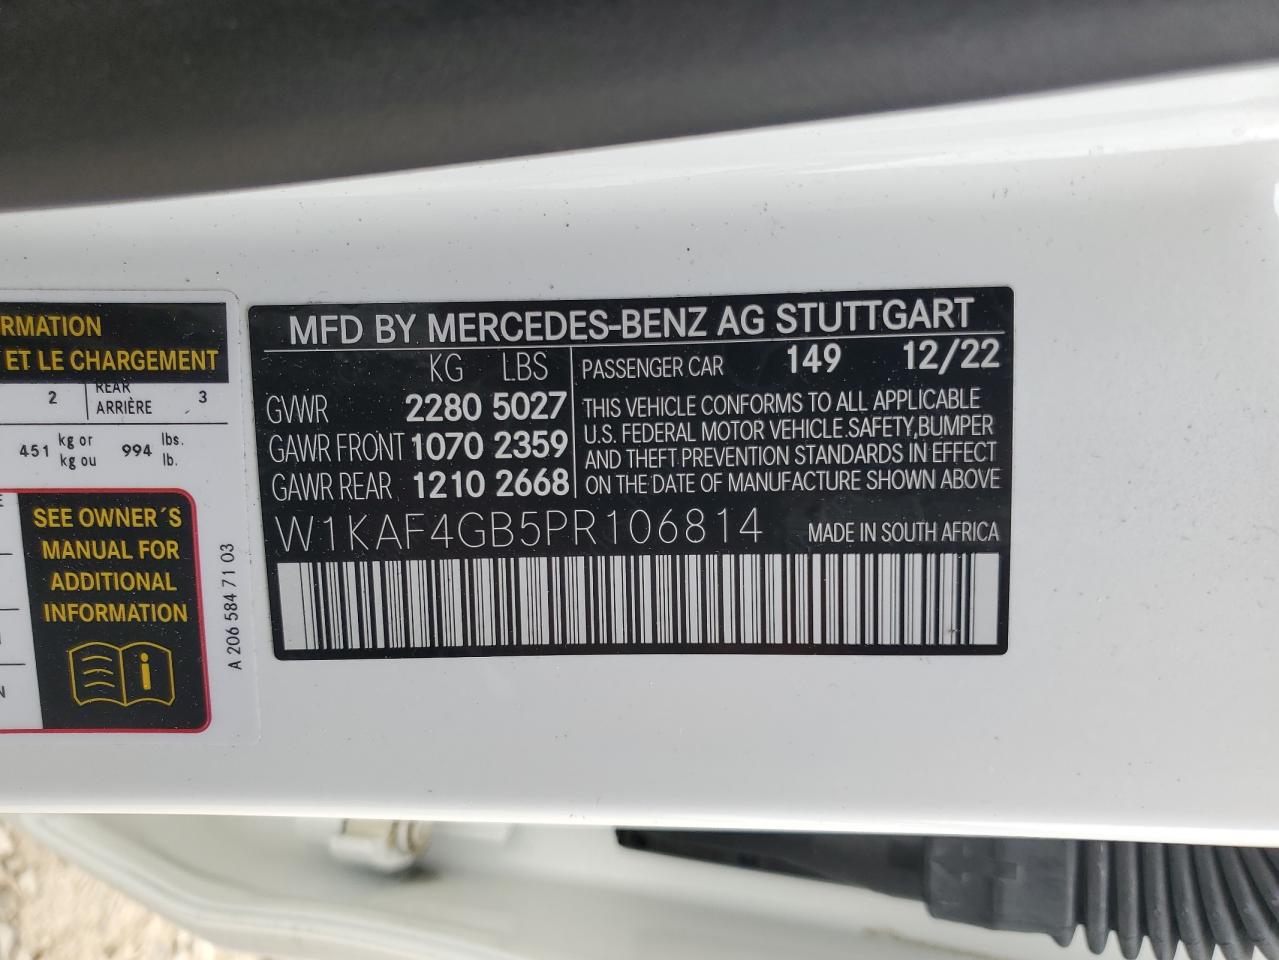 RMATION
ET LE CHARGEMENT
2 REAR ARRIÈRE 3
451 kg or kg ou 994 lbs. lb.
SEE OWNER´S
MANUAL FOR
ADDITIONAL
INFORMATION
i
A 206 584 71 03
MFD BY MERCEDES-BENZ AG STUTTGART
KG LBS
GVWR 2280 5027
GAWR FRONT 1070 2359
GAWR REAR 1210 2668
PASSENGER CAR 149 12/22
THIS VEHICLE CONFORMS TO ALL APPLICABLE
U.S. FEDERAL MOTOR VEHICLE.SAFETY,BUMPER
AND THEFT PREVENTION STANDARDS IN EFFECT
ON THE DATE OF MANUFACTURE SHOWN ABOVE
W1KAF4GB5PR106814 MADE IN SOUTH AFRICA